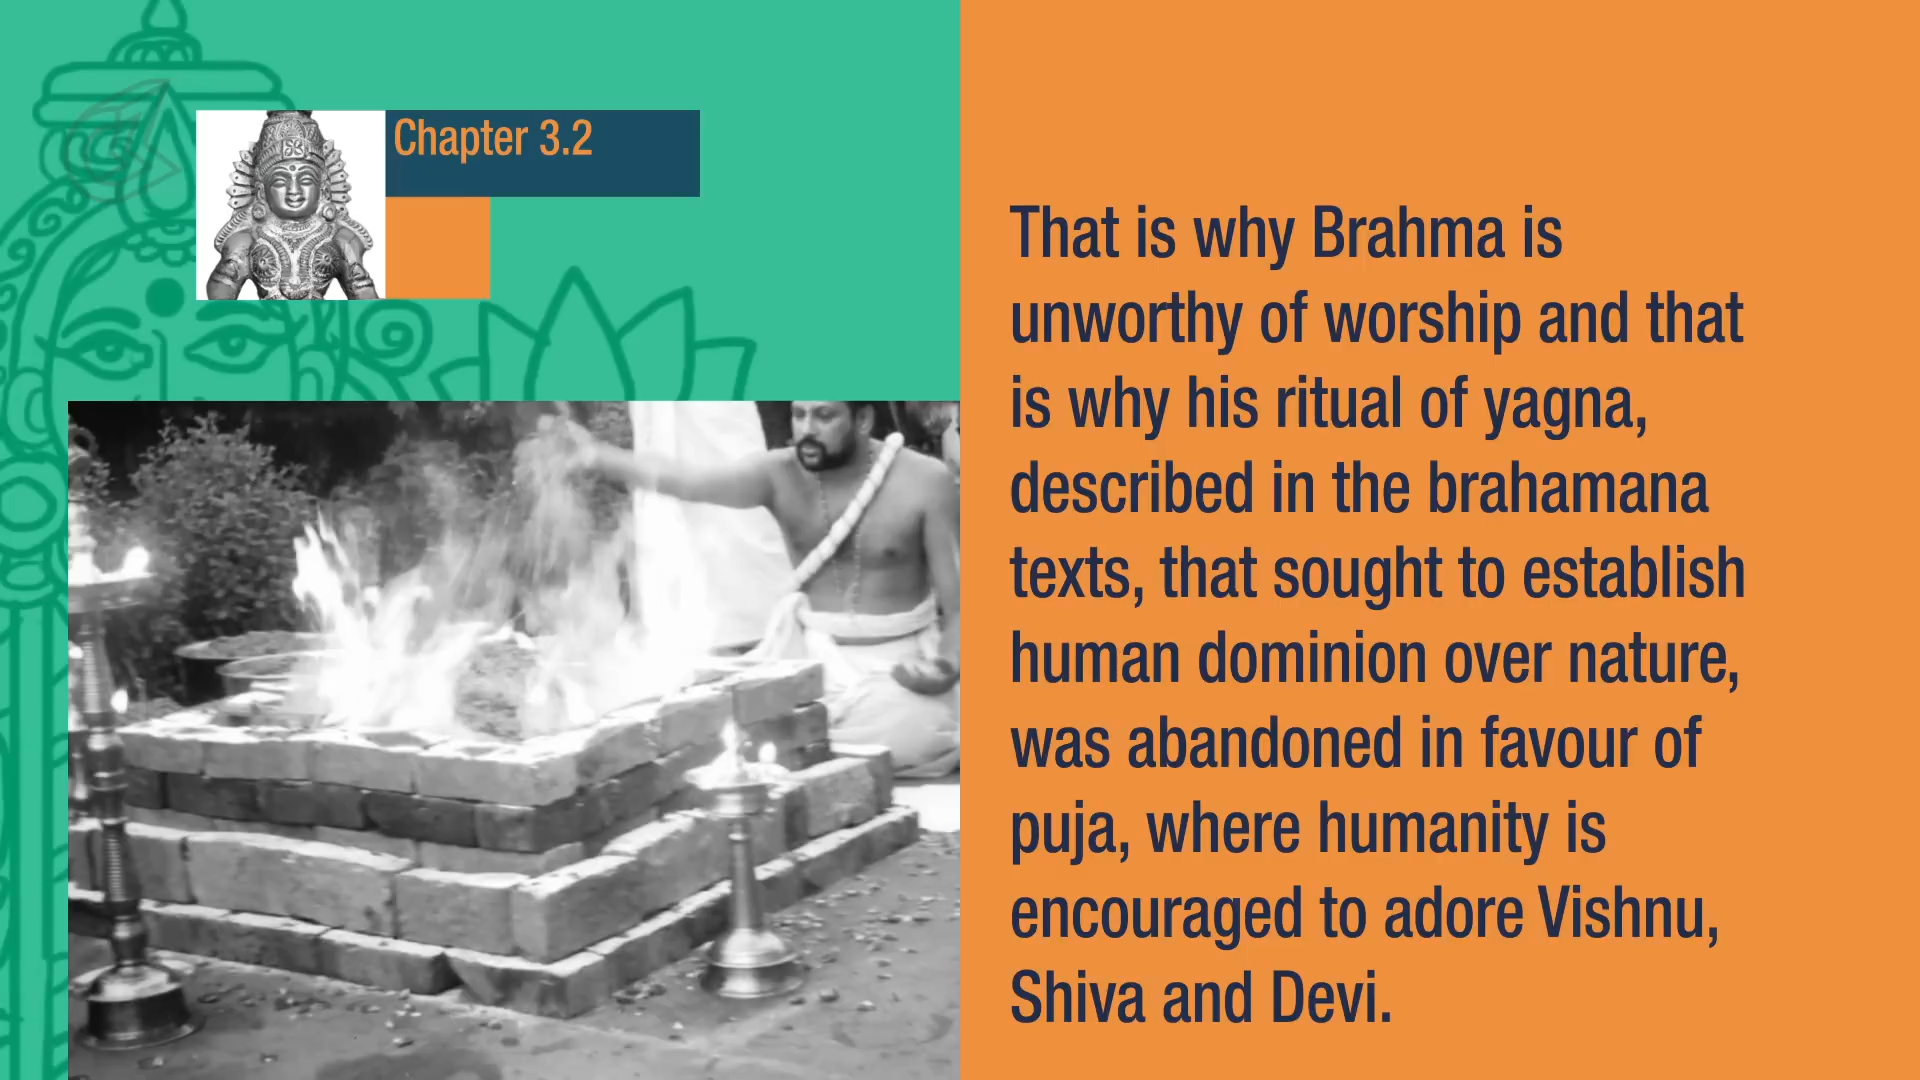 Chapter 3.2
That is why Brahma is
unworthy of worship and that
is why his ritual of yagna,
described in the brahamana
texts, that sought to establish
human dominion over nature,
was abandoned in favour of
puja, where humanity is
encouraged to adore Vishnu,
Shiva and Devi.